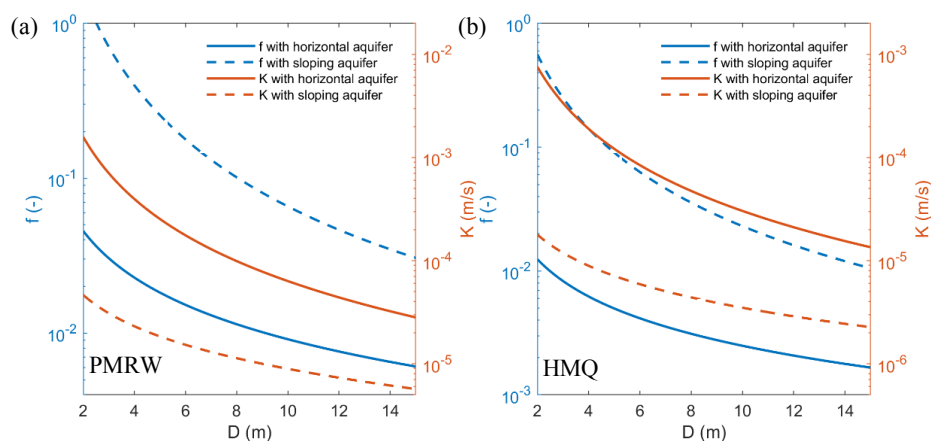 (a)
f with horizontal aquifer
f with sloping aquifer
K with horizontal aquifer
K with sloping aquifer
10^0
10^-1
10^-2
f (-)
10^-2
10^-3
10^-4
10^-5
K (m/s)
PMRW
2 4 6 8 10 12 14
D (m)
(b)
f with horizontal aquifer
f with sloping aquifer
K with horizontal aquifer
K with sloping aquifer
10^0
10^-1
10^-2
10^-3
f (-)
10^-3
10^-4
10^-5
10^-6
K (m/s)
HMQ
2 4 6 8 10 12 14
D (m)